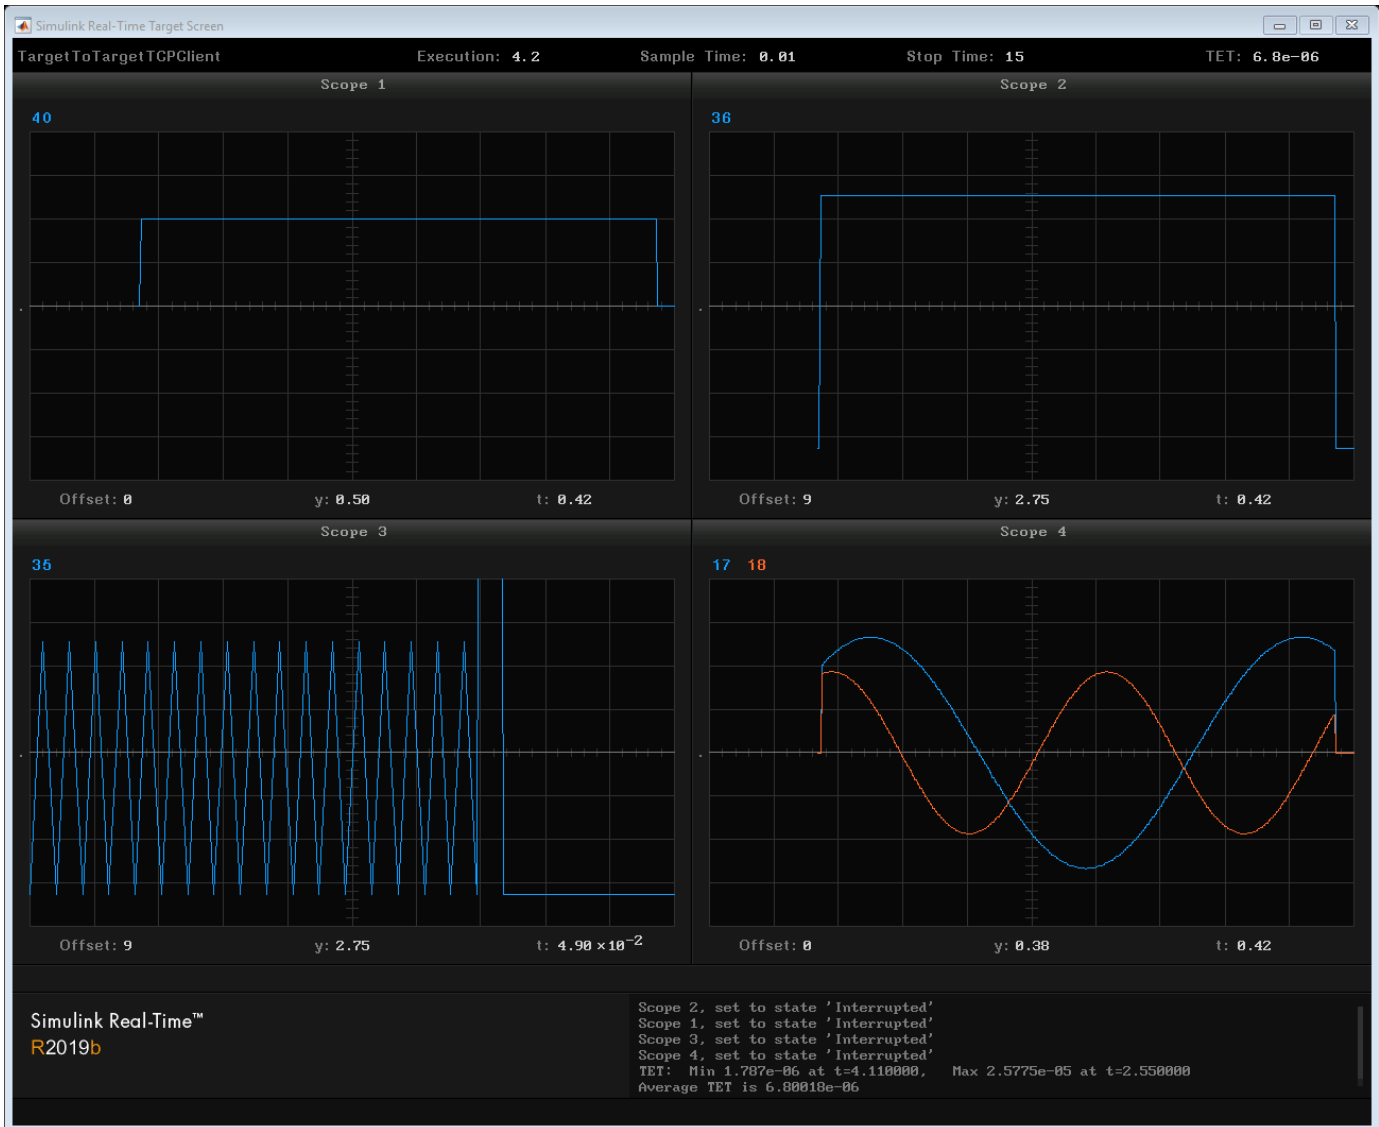 Simulink Real-Time Target Screen
TargetToTargetTCPClient Execution: 4.2 Sample Time: 0.01 Stop Time: 15 TET: 6.8e-06
Scope 1
40
Offset: 0 y: 0.50 t: 0.42
Scope 2
36
Offset: 9 y: 2.75 t: 0.42
Scope 3
35
Offset: 9 y: 2.75 t: 4.90 ×10⁻²
Scope 4
17 18
Offset: 0 y: 0.38 t: 0.42
Simulink Real-Time™
R2019b
Scope 2, set to state 'Interrupted'
Scope 1, set to state 'Interrupted'
Scope 3, set to state 'Interrupted'
Scope 4, set to state 'Interrupted'
TET: Min 1.787e-06 at t=4.110000, Max 2.5775e-05 at t=2.550000
Average TET is 6.80018e-06